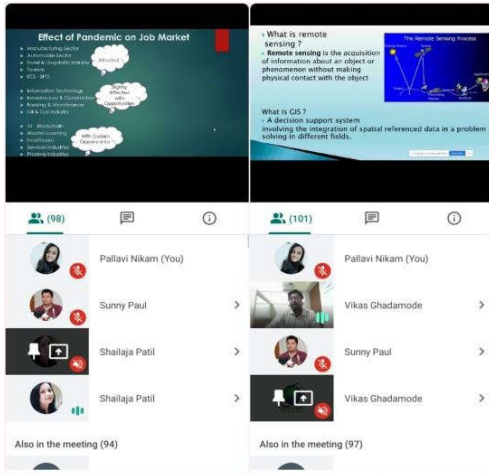 Effect of Pandemic on Job Market
Manufacturing Sector
Automobile Sector
Hotel & Hospitality Industry
Tourism
ITES - BPO
Information Technology
Infrastructure & Construction
Banking & Microfinance
Oil & Gas Industry
AI Blockchain
Machine Learning
Healthcare
Services Industries
Pharma Industries
Slightly
Affected
with
Opportunities
With Golden
Opportunities
(98)
Pallavi Nikam (You)
Sunny Paul
Shailaja Patil
Shailaja Patil
Also in the meeting (94)
What is remote
sensing ?
Remote sensing is the acquisition
of information about an object or
phenomenon without making
physical contact with the object
What is GIS ?
A decision support system
involving the integration of spatial referenced data in a problem
solving in different fields.
The Remote Sensing Process
(101)
Pallavi Nikam (You)
Vikas Ghadamode
Sunny Paul
Vikas Ghadamode
Also in the meeting (97)